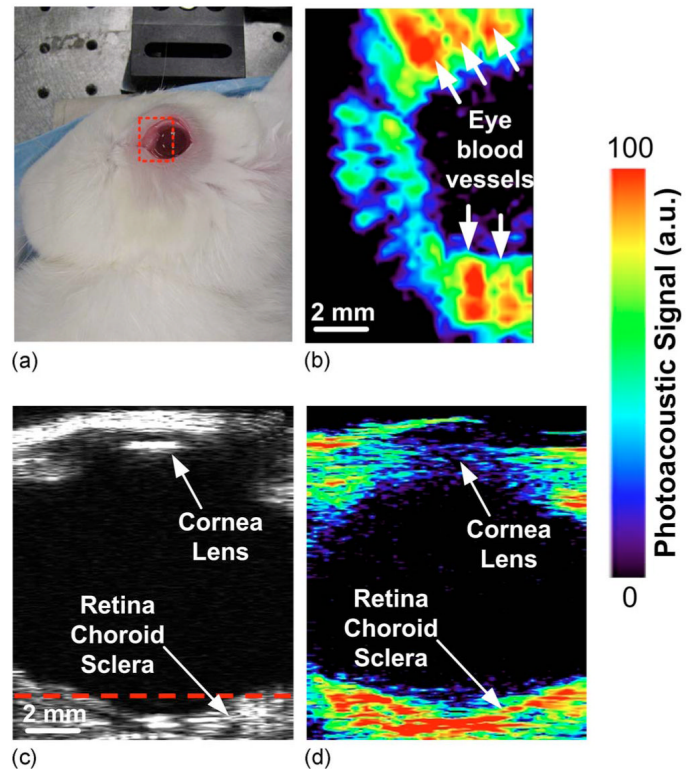 (a)
Eye
blood
vessels
2 mm
(b)
100
Photoacoustic Signal (a.u.)
0
Cornea
Lens
Retina
Choroid
Sclera
2 mm
(c)
Cornea
Lens
Retina
Choroid
Sclera
(d)